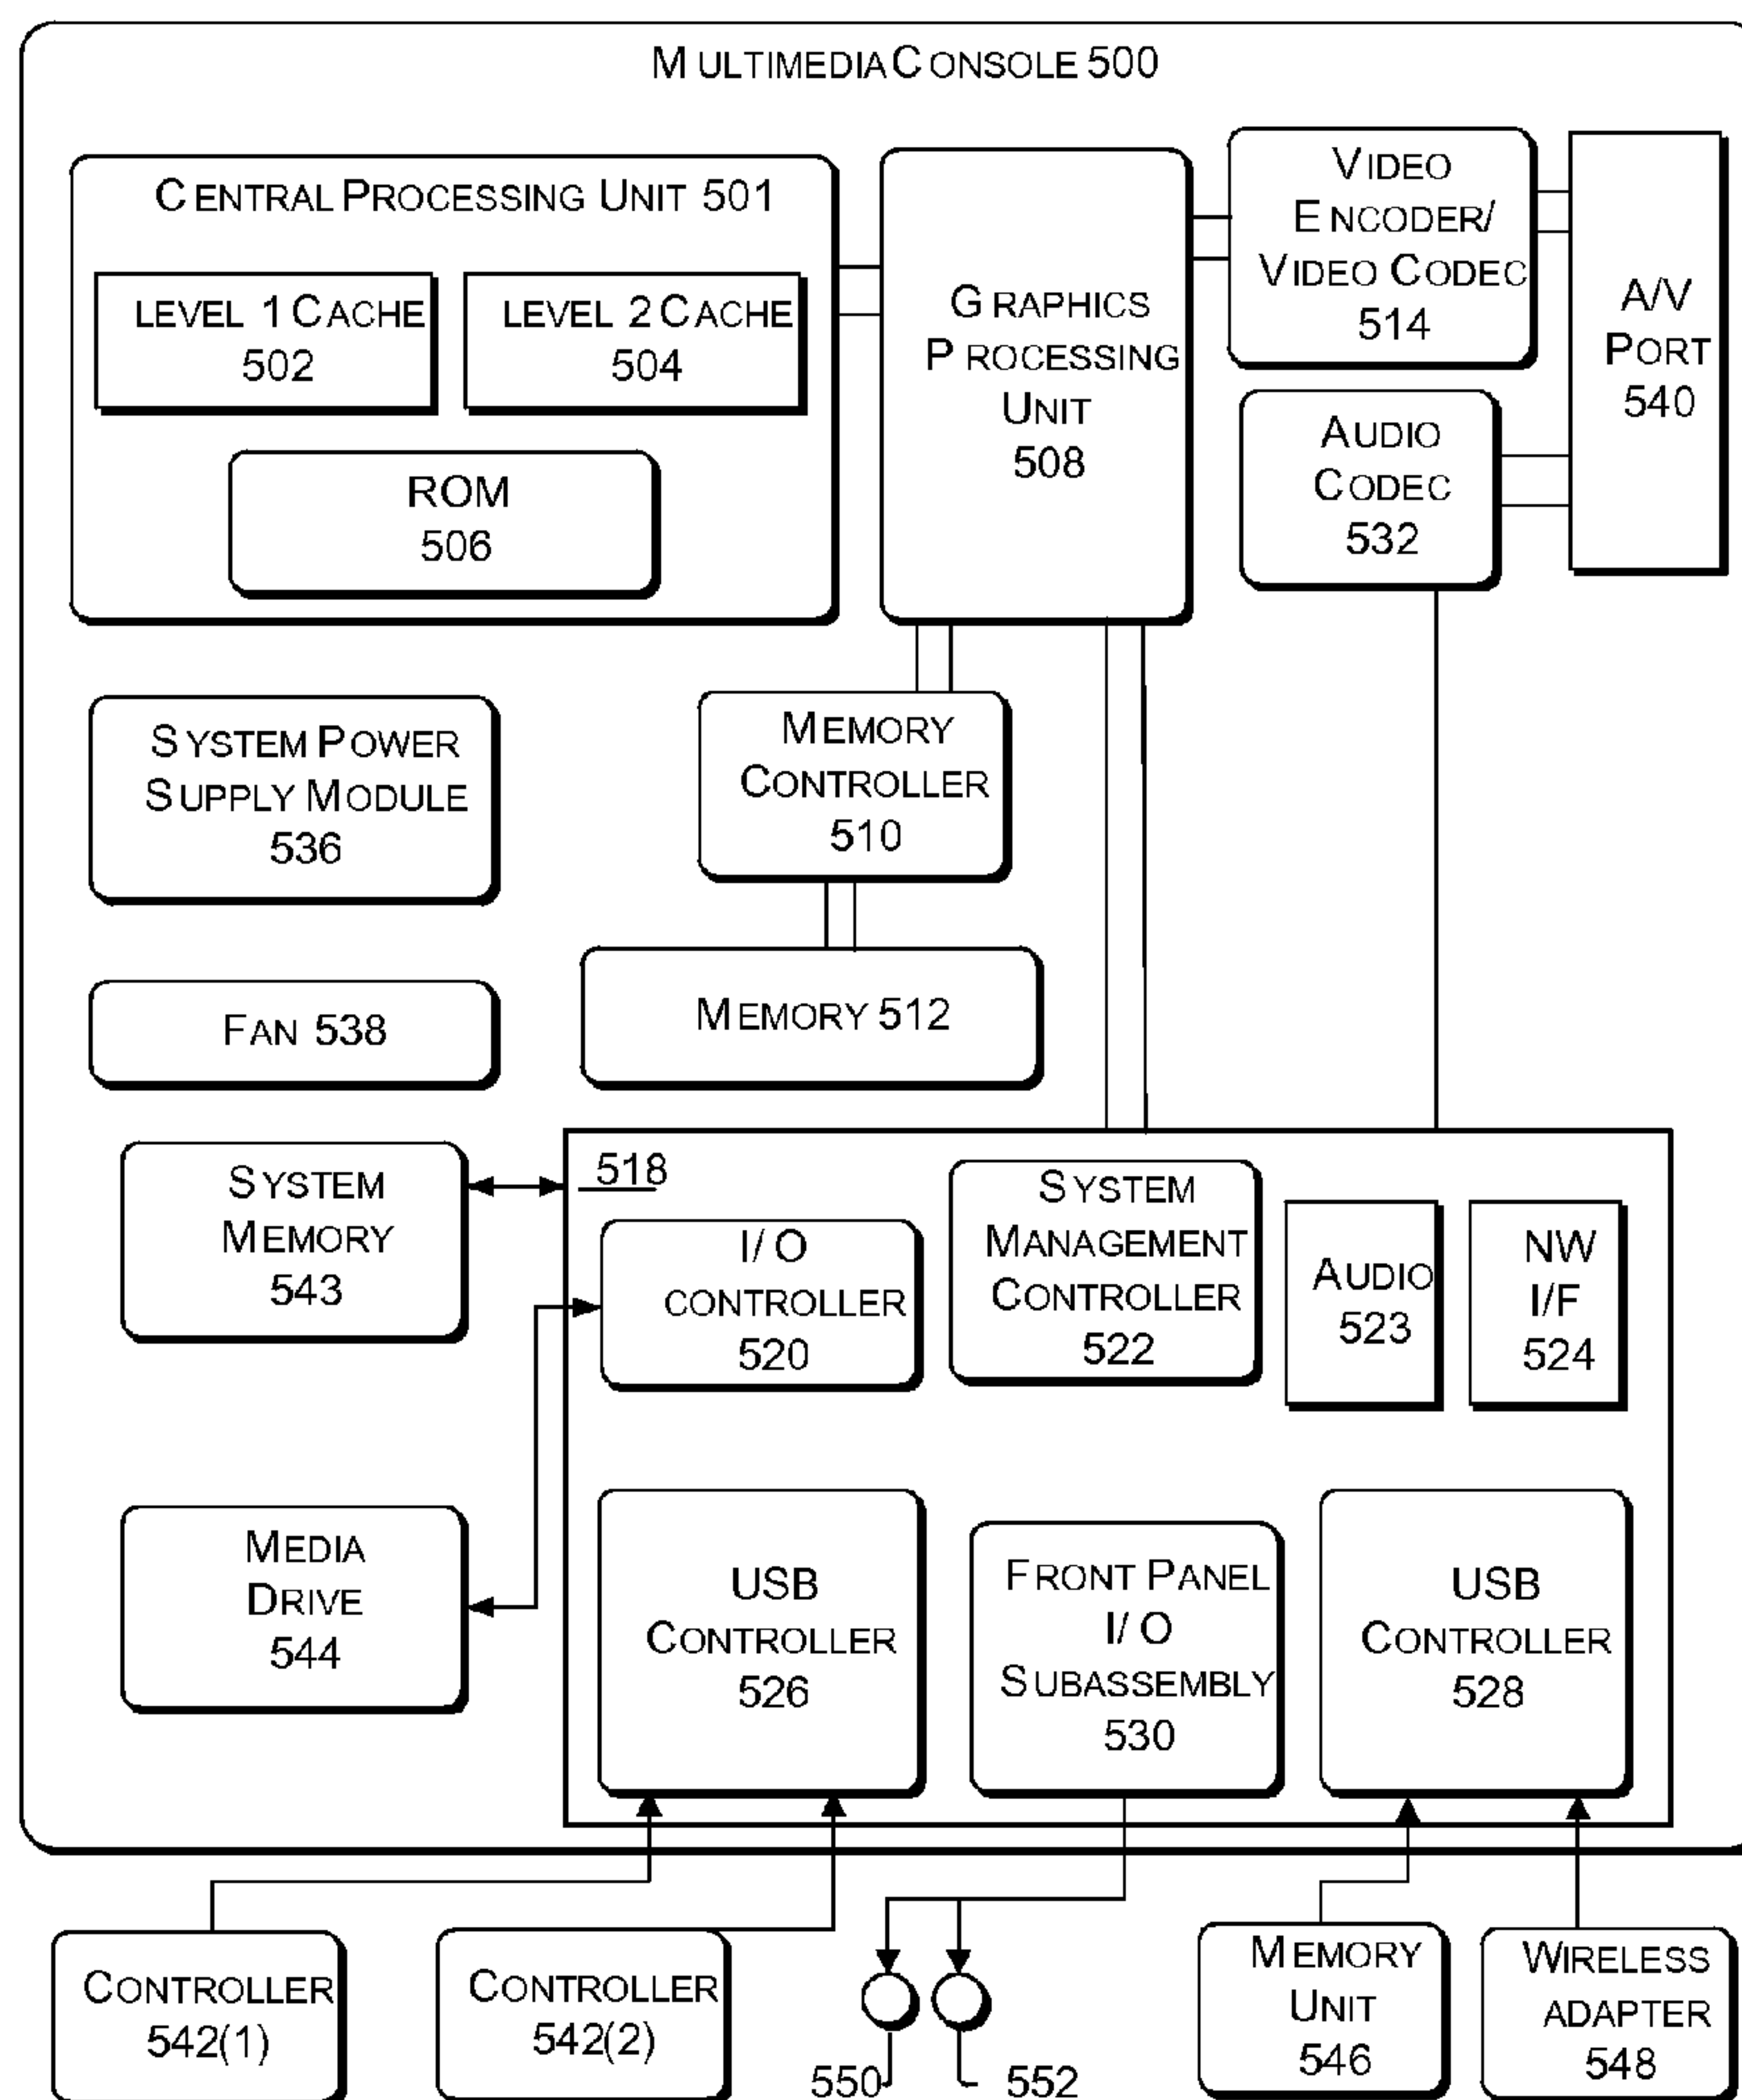 MULTIMEDIA CONSOLE 500
CENTRAL PROCESSING UNIT 501
LEVEL 1 CACHE
502
LEVEL 2 CACHE
504
ROM
506
GRAPHICS
PROCESSING
UNIT
508
VIDEO
ENCODER/
VIDEO CODEC
514
A/V
PORT
540
AUDIO
CODEC
532
SYSTEM POWER
SUPPLY MODULE
536
MEMORY
CONTROLLER
510
FAN 538
MEMORY 512
SYSTEM
MEMORY
543
518
I/O
CONTROLLER
520
SYSTEM
MANAGEMENT
CONTROLLER
522
AUDIO
523
NW
I/F
524
MEDIA
DRIVE
544
USB
CONTROLLER
526
FRONT PANEL
I/O
SUBASSEMBLY
530
USB
CONTROLLER
528
CONTROLLER
542(1)
CONTROLLER
542(2)
550
552
MEMORY
UNIT
546
WIRELESS
ADAPTER
548